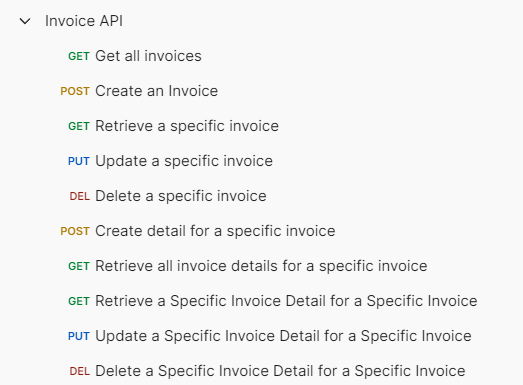 Invoice API
GET Get all invoices
POST Create an Invoice
GET Retrieve a specific invoice
PUT Update a specific invoice
DEL Delete a specific invoice
POST Create detail for a specific invoice
GET Retrieve all invoice details for a specific invoice
GET Retrieve a Specific Invoice Detail for a Specific Invoice
PUT Update a Specific Invoice Detail for a Specific Invoice
DEL Delete a Specific Invoice Detail for a Specific Invoice